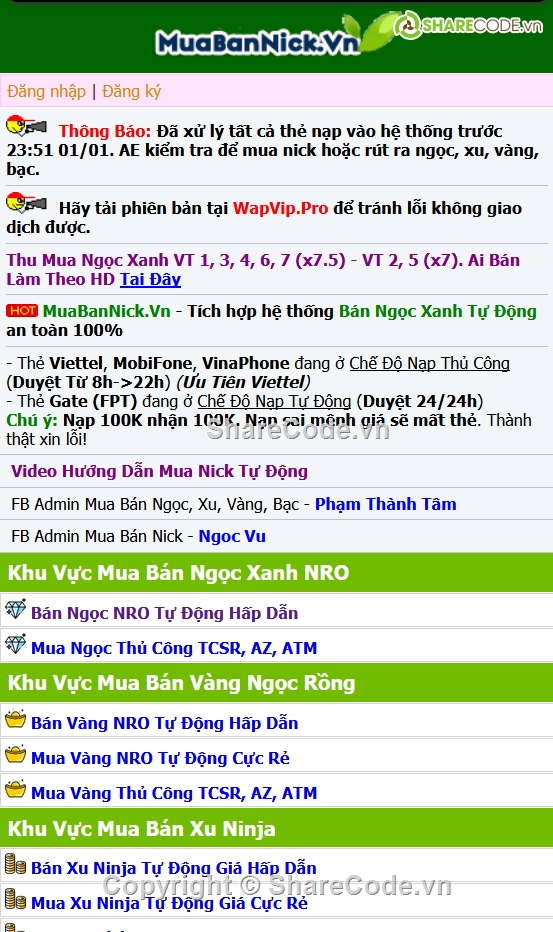 MuaBanNick.Vn
SHARECODE.VN
Đăng nhập | Đăng ký
Thông Báo: Đã xử lý tất cả thẻ nạp vào hệ thống trước
23:51 01/01. AE kiểm tra để mua nick hoặc rút ra ngọc, xu, vàng,
bạc.
Hãy tải phiên bản tại WapVip.Pro để tránh lỗi không giao
dịch được.
Thu Mua Ngọc Xanh VT 1, 3, 4, 6, 7 (x7.5) - VT 2, 5 (x7). Ai Bán
Làm Theo HD Tai Đây
HOT MuaBanNick.Vn - Tích hợp hệ thống Bán Ngọc Xanh Tự Động
an toàn 100%
- Thẻ Viettel, MobiFone, VinaPhone đang ở Chế Độ Nạp Thủ Công
(Duyệt Từ 8h->22h) (Ưu Tiên Viettel)
- Thẻ Gate (FPT) đang ở Chế Độ Nạp Tự Động (Duyệt 24/24h)
Chú ý: Nạp 100K nhận 100K. Nạp sai mệnh giá sẽ mất thẻ. Thành
thật xin lỗi!
ShareCode.vn
Video Hướng Dẫn Mua Nick Tự Động
FB Admin Mua Bán Ngọc, Xu, Vàng, Bạc - Phạm Thành Tâm
FB Admin Mua Bán Nick - Ngoc Vu
Khu Vực Mua Bán Ngọc Xanh NRO
Bán Ngọc NRO Tự Động Hấp Dẫn
Mua Ngọc Thủ Công TCSR, AZ, ATM
Khu Vực Mua Bán Vàng Ngọc Rồng
Bán Vàng NRO Tự Động Hấp Dẫn
Mua Vàng NRO Tự Động Cực Rẻ
Mua Vàng Thủ Công TCSR, AZ, ATM
Khu Vực Mua Bán Xu Ninja
Bán Xu Ninja Tự Động Giá Hấp Dẫn
Copyright © ShareCode.vn
Mua Xu Ninja Tự Động Giá Cực Rẻ